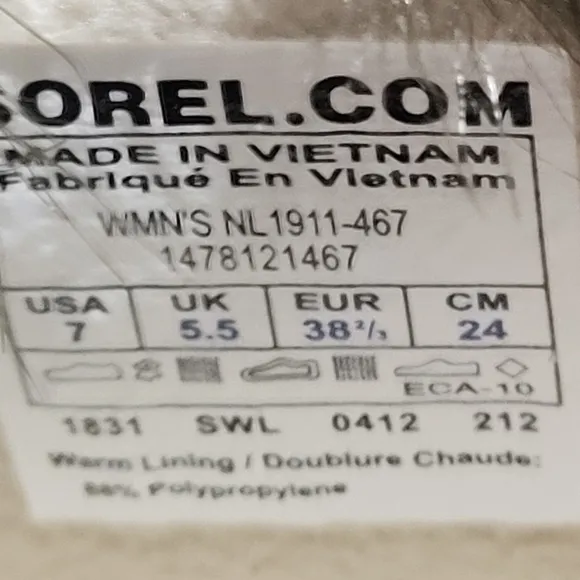 SOREL.COM
MADE IN VIETNAM
Fabriqué En Vietnam
WMN'S NL1911-467
1478121467
USA UK EUR CM
7 5.5 38²/₃ 24
ECA-10
1831 SWL 0412 212
Warm Lining / Doublure Chaude:
Polypropylene